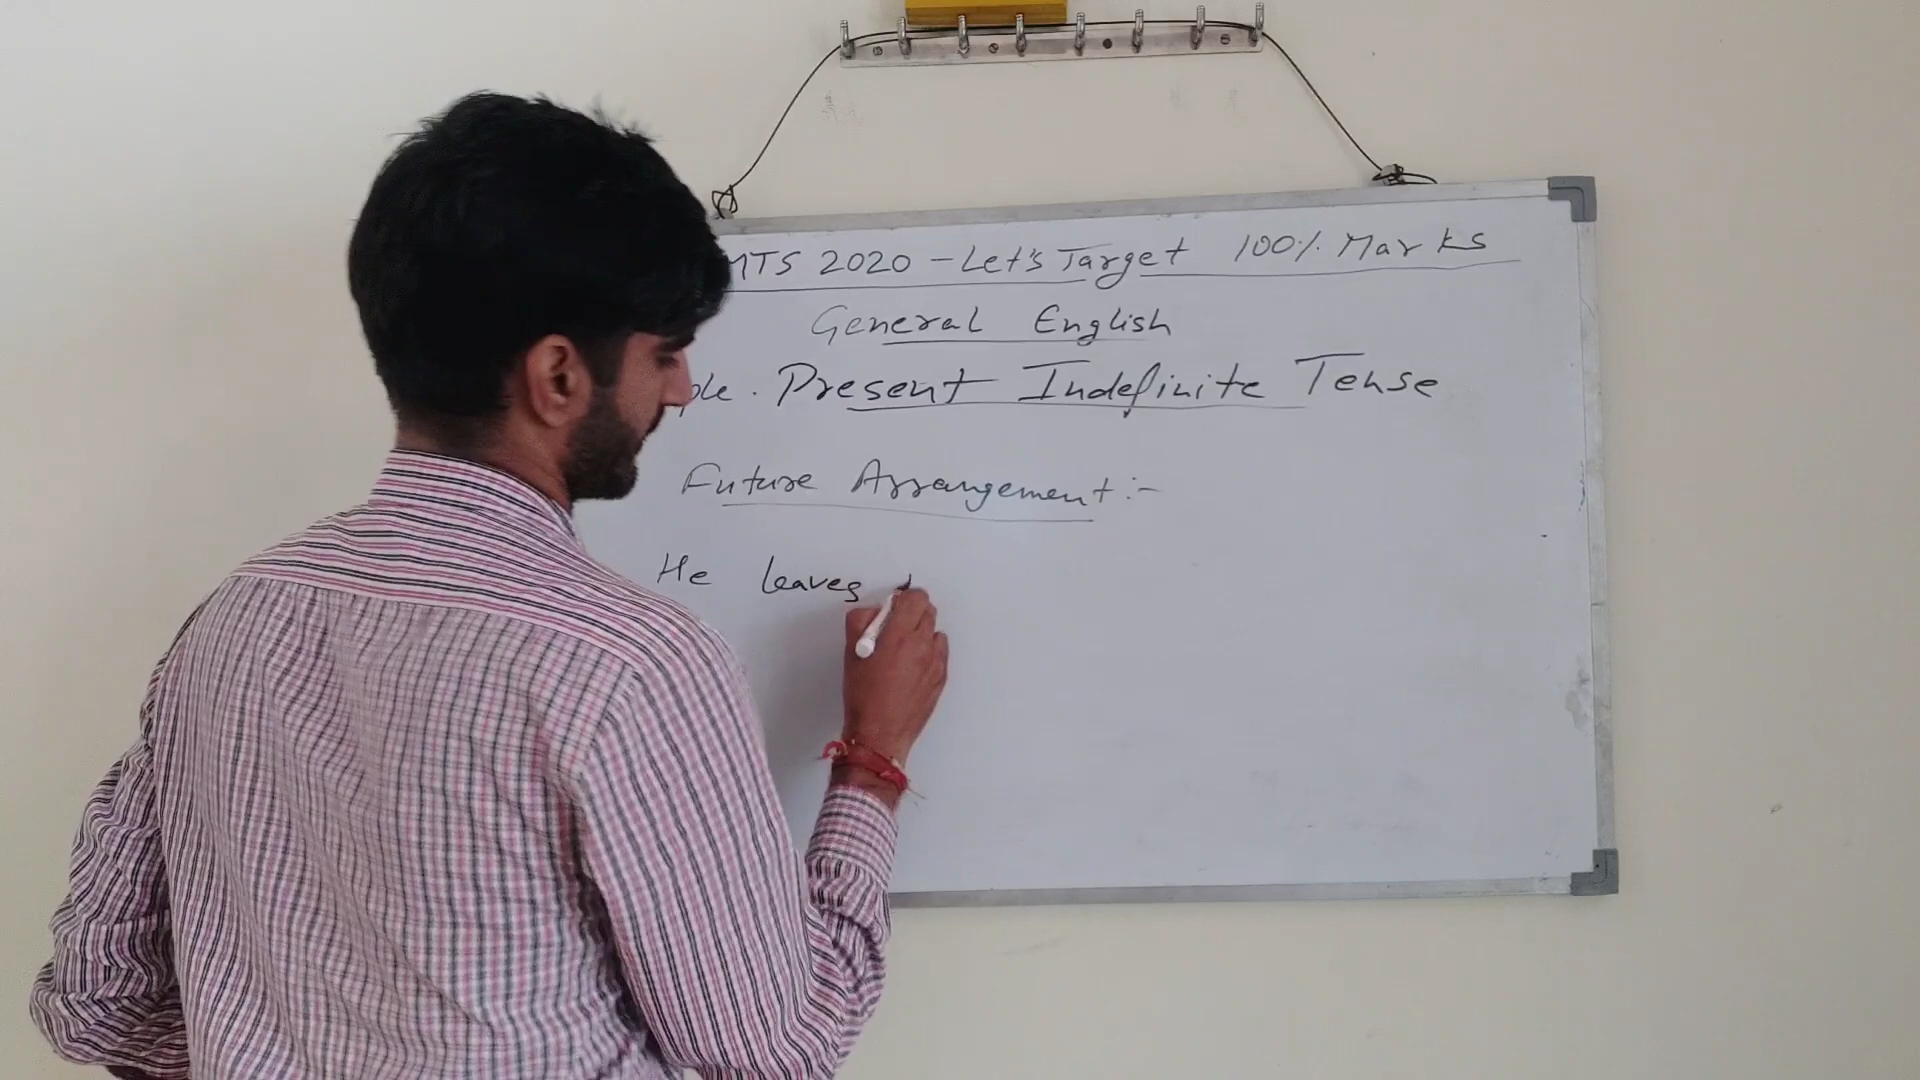 MTS 2020 - Let's Target 100% Marks
General English
ple. Present Indefinite Tense
Future Arrangement :-
He leaves